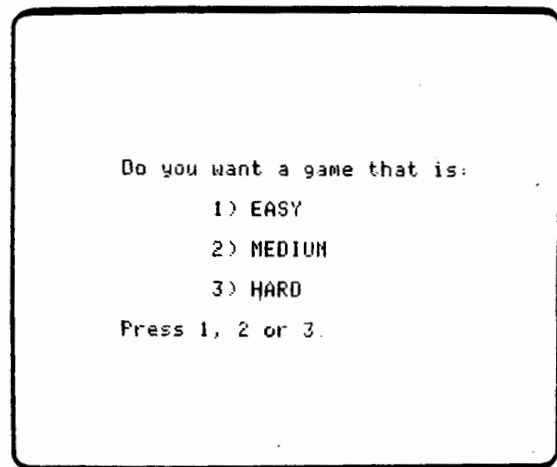 Do you want a game that is:
1) EASY
2) MEDIUM
3) HARD
Press 1, 2 or 3.